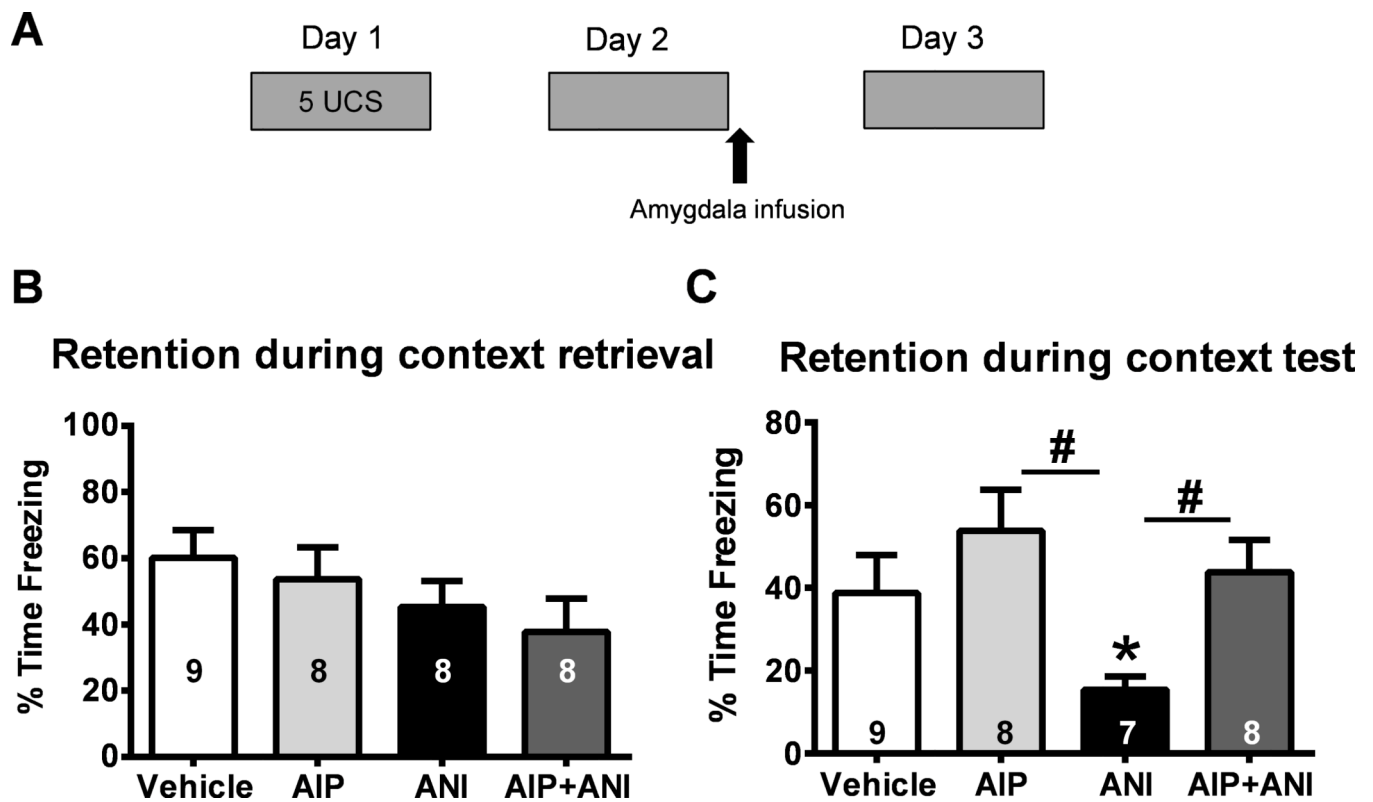 A
Day 1
Day 2
Day 3
5 UCS
Amygdala infusion
B
Retention during context retrieval
% Time Freezing
100
80
60
40
20
0
9
8
8
8
Vehicle
AIP
ANI
AIP+ANI
C
Retention during context test
% Time Freezing
80
60
40
20
0
#
#
*
9
8
7
8
Vehicle
AIP
ANI
AIP+ANI